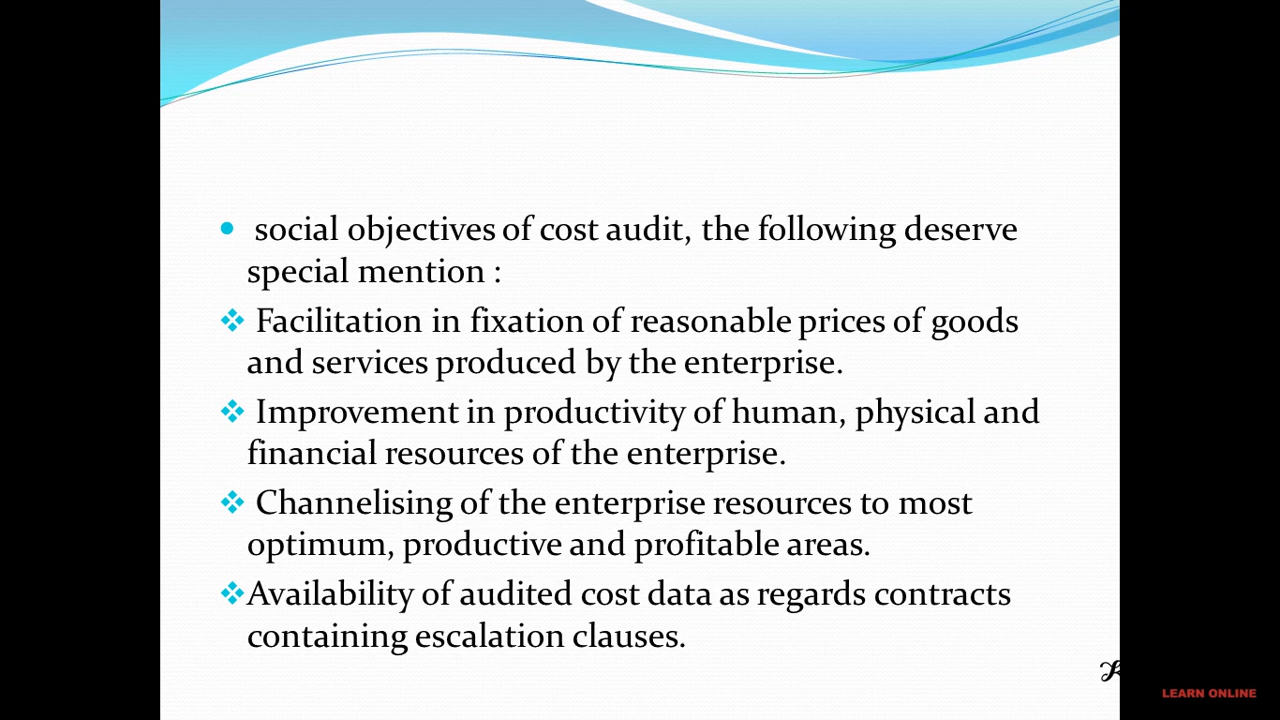 social objectives of cost audit, the following deserve
special mention :
Facilitation in fixation of reasonable prices of goods
and services produced by the enterprise.
Improvement in productivity of human, physical and
financial resources of the enterprise.
Channelising of the enterprise resources to most
optimum, productive and profitable areas.
Availability of audited cost data as regards contracts
containing escalation clauses.
LEARN ONLINE